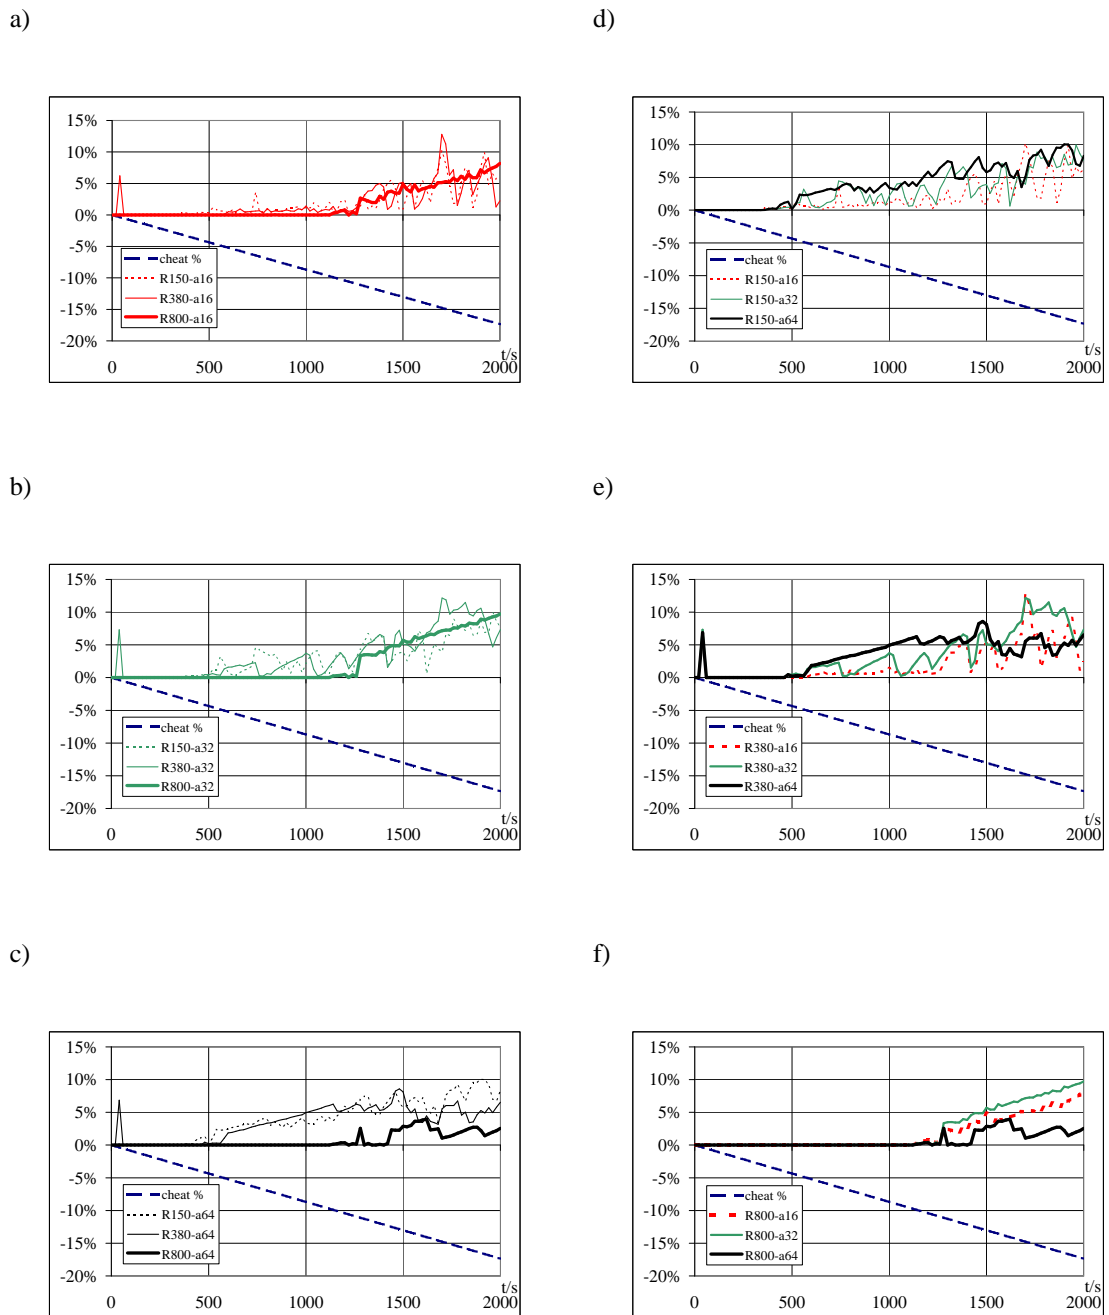 a)
15%
10%
5%
0%
-5%
-10%
-15%
-20%
cheat %
R150-a16
R380-a16
R800-a16
t/s
0 500 1000 1500 2000
d)
15%
10%
5%
0%
-5%
-10%
-15%
-20%
cheat %
R150-a16
R150-a32
R150-a64
t/s
0 500 1000 1500 2000
b)
15%
10%
5%
0%
-5%
-10%
-15%
-20%
cheat %
R150-a32
R380-a32
R800-a32
t/s
0 500 1000 1500 2000
e)
15%
10%
5%
0%
-5%
-10%
-15%
-20%
cheat %
R380-a16
R380-a32
R380-a64
t/s
0 500 1000 1500 2000
c)
15%
10%
5%
0%
-5%
-10%
-15%
-20%
cheat %
R150-a64
R380-a64
R800-a64
t/s
0 500 1000 1500 2000
f)
15%
10%
5%
0%
-5%
-10%
-15%
-20%
cheat %
R800-a16
R800-a32
R800-a64
t/s
0 500 1000 1500 2000